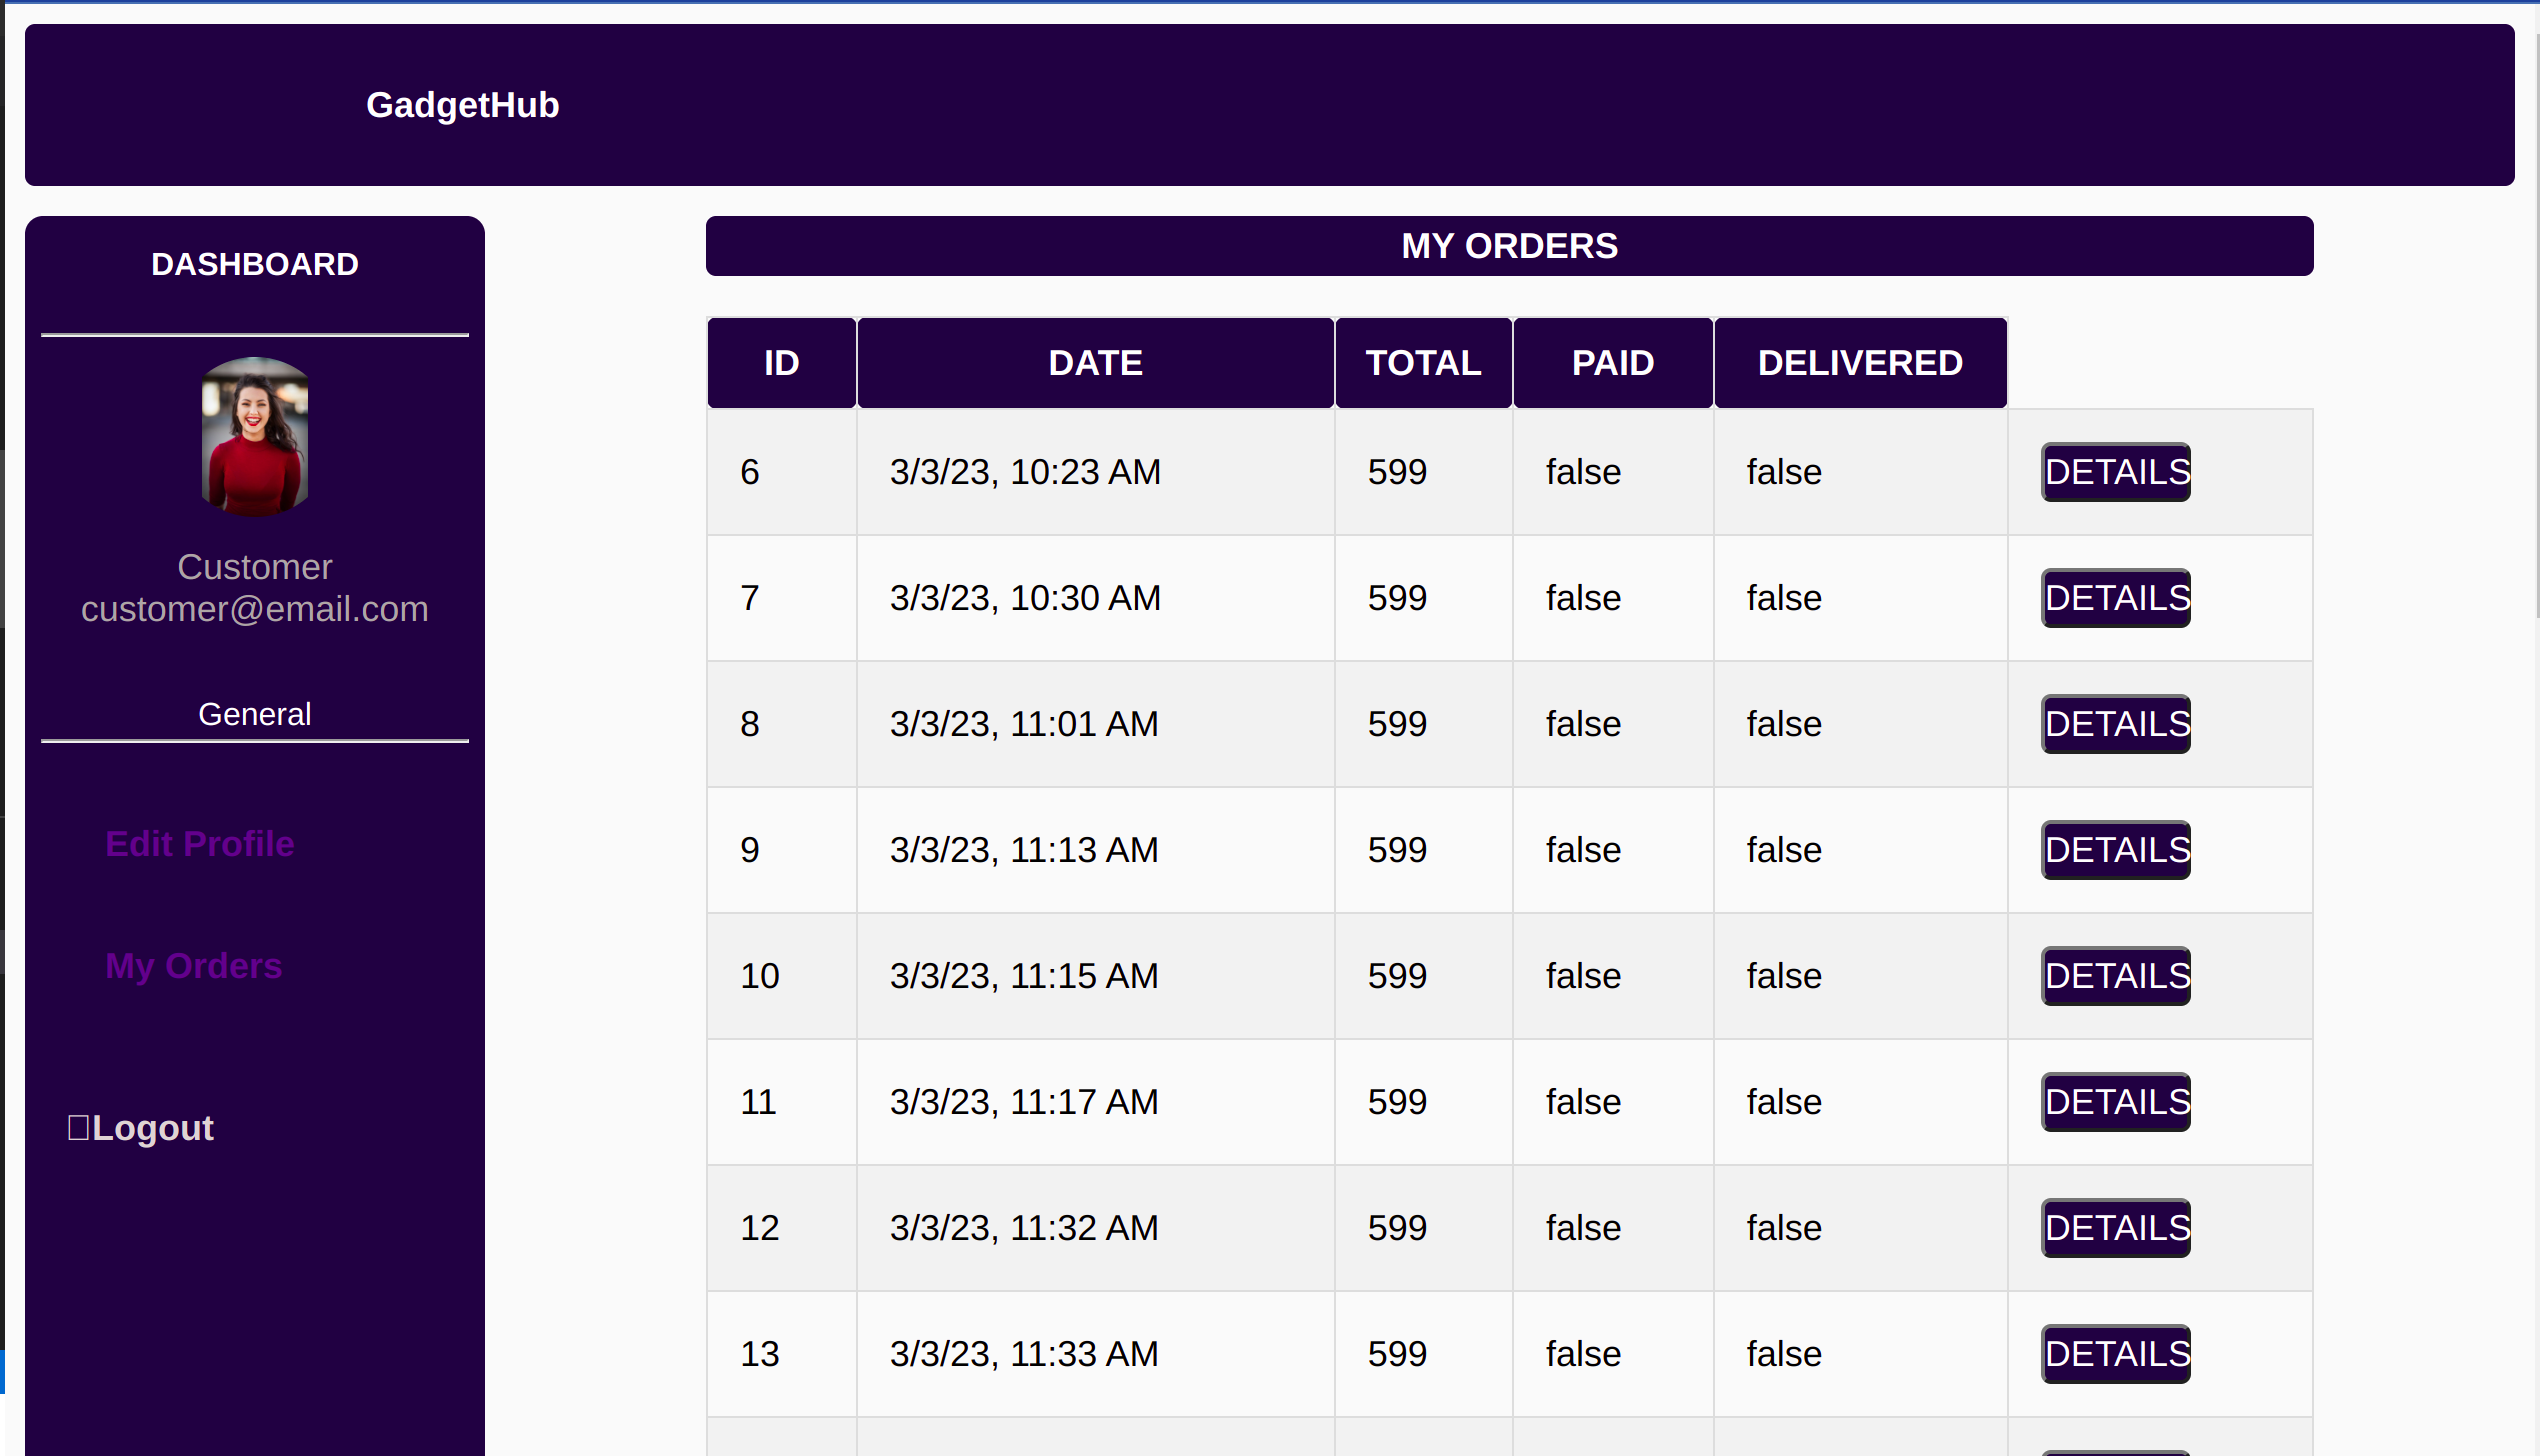 GadgetHub
DASHBOARD
Customer
customer@email.com
General
Edit Profile
My Orders
Logout
MY ORDERS
ID DATE TOTAL PAID DELIVERED
6 3/3/23, 10:23 AM 599 false false DETAILS
7 3/3/23, 10:30 AM 599 false false DETAILS
8 3/3/23, 11:01 AM 599 false false DETAILS
9 3/3/23, 11:13 AM 599 false false DETAILS
10 3/3/23, 11:15 AM 599 false false DETAILS
11 3/3/23, 11:17 AM 599 false false DETAILS
12 3/3/23, 11:32 AM 599 false false DETAILS
13 3/3/23, 11:33 AM 599 false false DETAILS